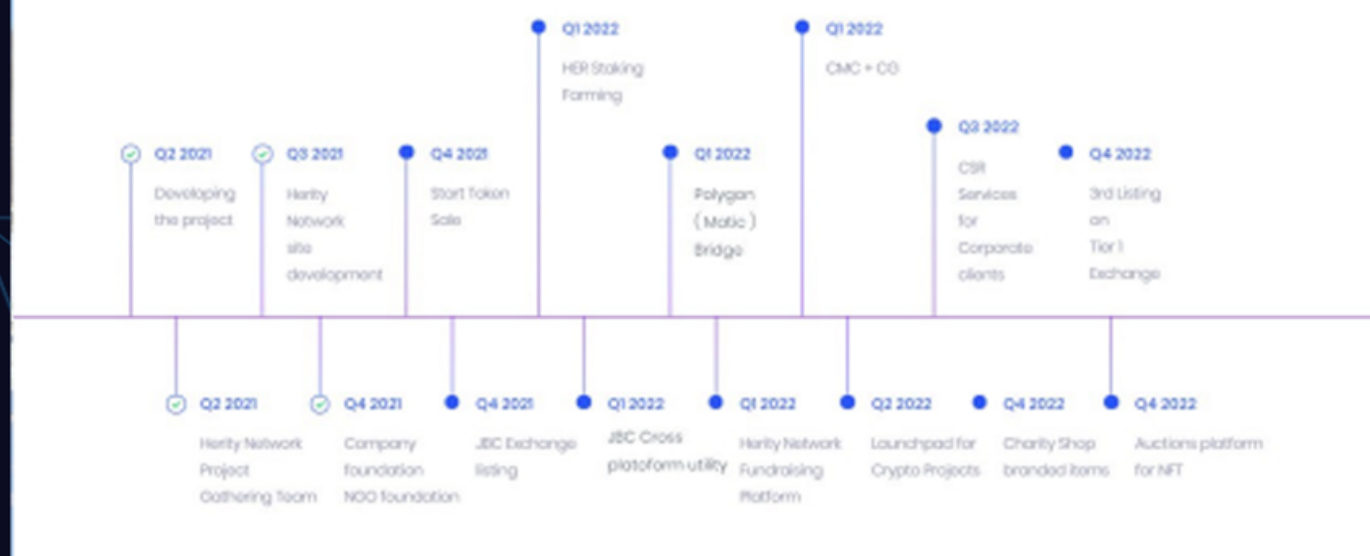 Q1 2022
HER Staking
Farming
Q1 2022
CMC + CG
Q2 2021
Developing
the project
Q3 2021
Herity
Network
site
development
Q4 2021
Start Token
Sale
Q1 2022
Polygon
( Matic )
Bridge
Q3 2022
CSR
Services
for
Corporate
clients
Q4 2022
3rd Listing
on
Tier 1
Exchange
Q2 2021
Herity Network
Project
Gathering Team
Q4 2021
Company
foundation
NGO foundation
Q4 2021
JBC Exchange
listing
Q1 2022
JBC Cross
platoform utility
Q1 2022
Herity Network
Fundraising
Platform
Q2 2022
Launchpad for
Crypto Projects
Q4 2022
Charity Shop
branded items
Q4 2022
Auctions platform
for NFT